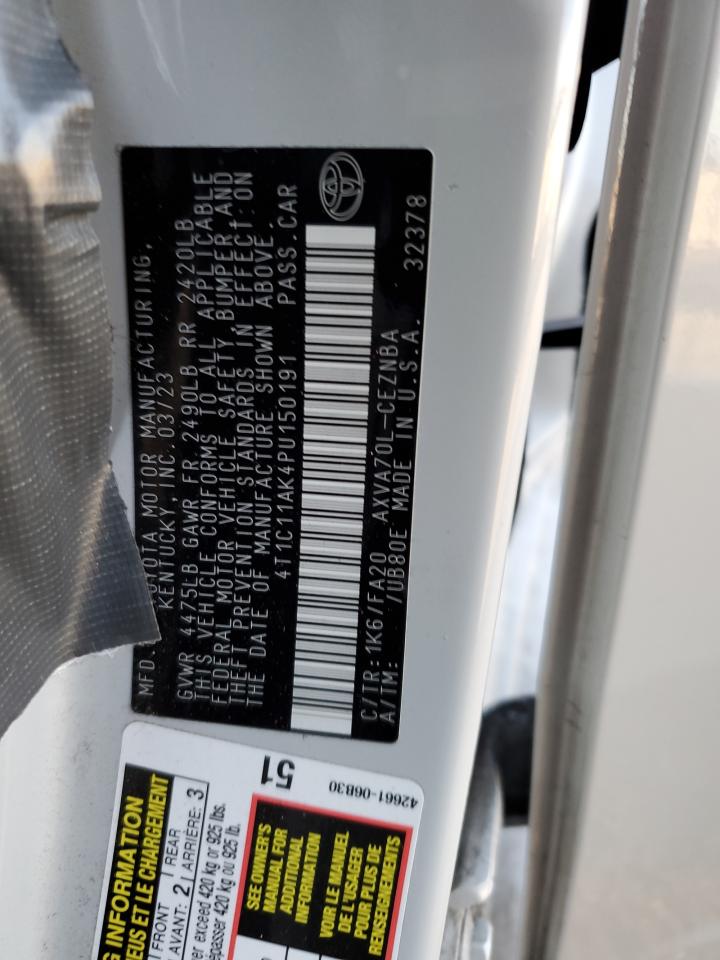 MFD. TOYOTA MOTOR MANUFACTURING,
KENTUCKY, INC. 03/23
GVWR 4475LB GAWR FR 2490LB RR 2420LB
THIS VEHICLE CONFORMS TO ALL APPLICABLE
FEDERAL MOTOR VEHICLE SAFETY, BUMPER, AND
THEFT PREVENTION STANDARDS IN EFFECT ON
THE DATE OF MANUFACTURE SHOWN ABOVE.
4T1C11AK4PU150191 PASS.CAR
C/TR: 1K6/FA20 AXVA70L-CEZNBA
A/TM: /UB80E MADE IN U.S.A. 32378
INFORMATION
ET LE CHARGEMENT
FRONT 2 REAR 3
AVANT: ARRIÈRE:
exceed 420 kg or 925 lbs.
420 kg ou 925 lb.
51
42661-06B30
SEE OWNER'S
MANUAL FOR
ADDITIONAL
INFORMATION
VOIR LE MANUEL
DE L'USAGER
POUR PLUS DE
RENSEIGNEMENTS